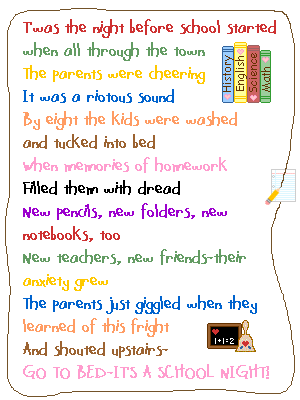 Twas the night before school started
when all through the town
The parents were cheering
It was a riotous sound
By eight the kids were washed
and tucked into bed
when memories of homework
Filled them with dread
New pencils, new folders, new
notebooks, too
New teachers, new friends-their
anxiety grew
The parents just giggled when they
learned of this fright
And shouted upstairs-
GO TO BED-IT'S A SCHOOL NIGHT!
History
English
Science
Math
1+1=2